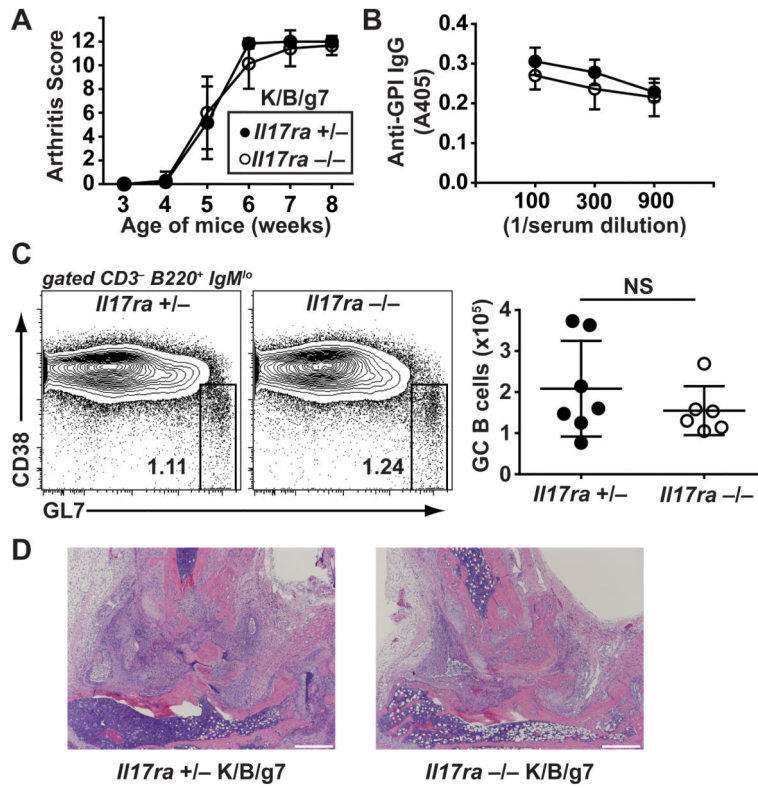 A
Arthritis Score
12
10
8
6
4
2
0
3 4 5 6 7 8
Age of mice (weeks)
K/B/g7
Il17ra +/–
Il17ra –/–
B
Anti-GPI IgG
(A405)
0.4
0.3
0.2
0.1
0.0
100 300 900
(1/serum dilution)
C
gated CD3– B220+ IgMlo
Il17ra +/–
Il17ra –/–
CD38
1.11
1.24
GL7
NS
GC B cells (x10⁵)
4
3
2
1
0
Il17ra +/–
Il17ra –/–
D
Il17ra +/– K/B/g7
Il17ra –/– K/B/g7